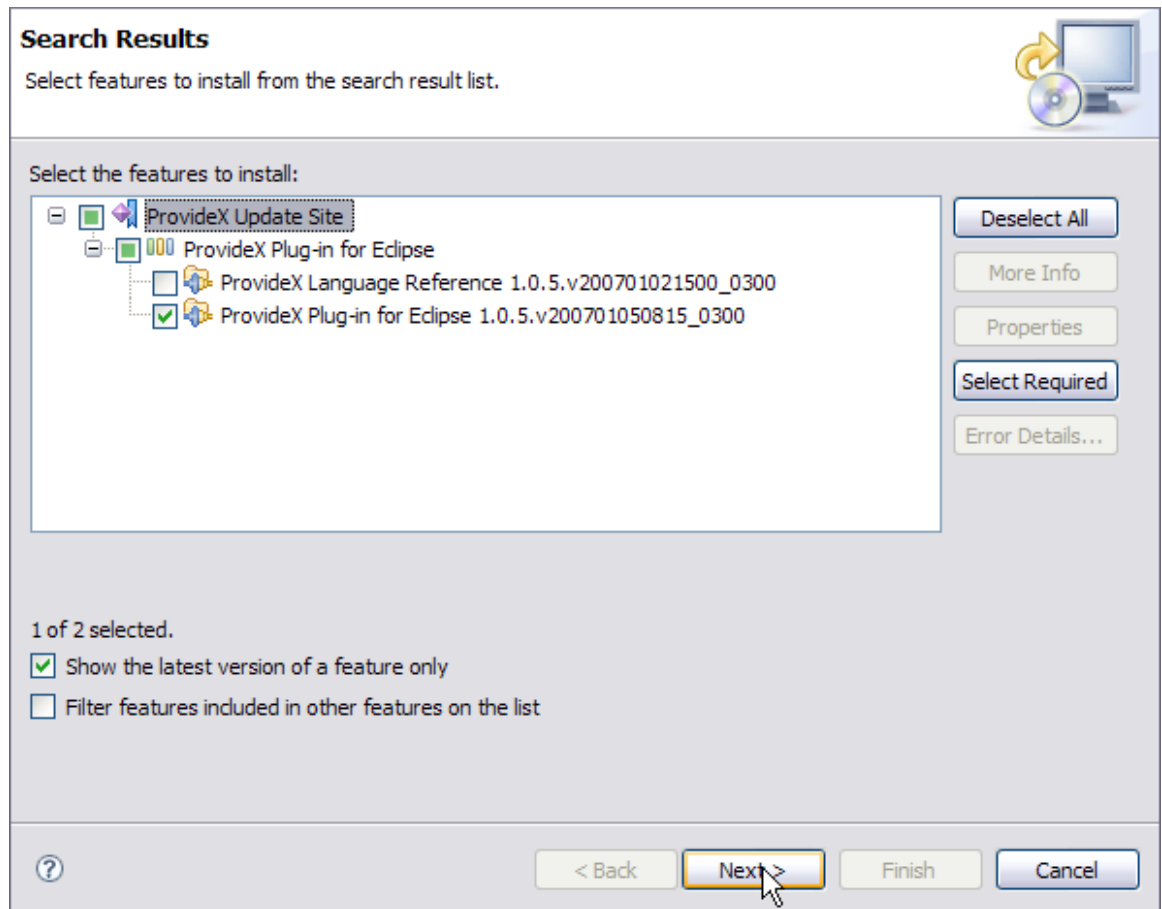 Search Results
Select features to install from the search result list.
Select the features to install:
ProvideX Update Site
Deselect All
ProvideX Plug-in for Eclipse
ProvideX Language Reference 1.0.5.v200701021500_0300
More Info
ProvideX Plug-in for Eclipse 1.0.5.v200701050815_0300
Properties
Select Required
Error Details...
1 of 2 selected.
Show the latest version of a feature only
Filter features included in other features on the list
? < Back Next > Finish Cancel